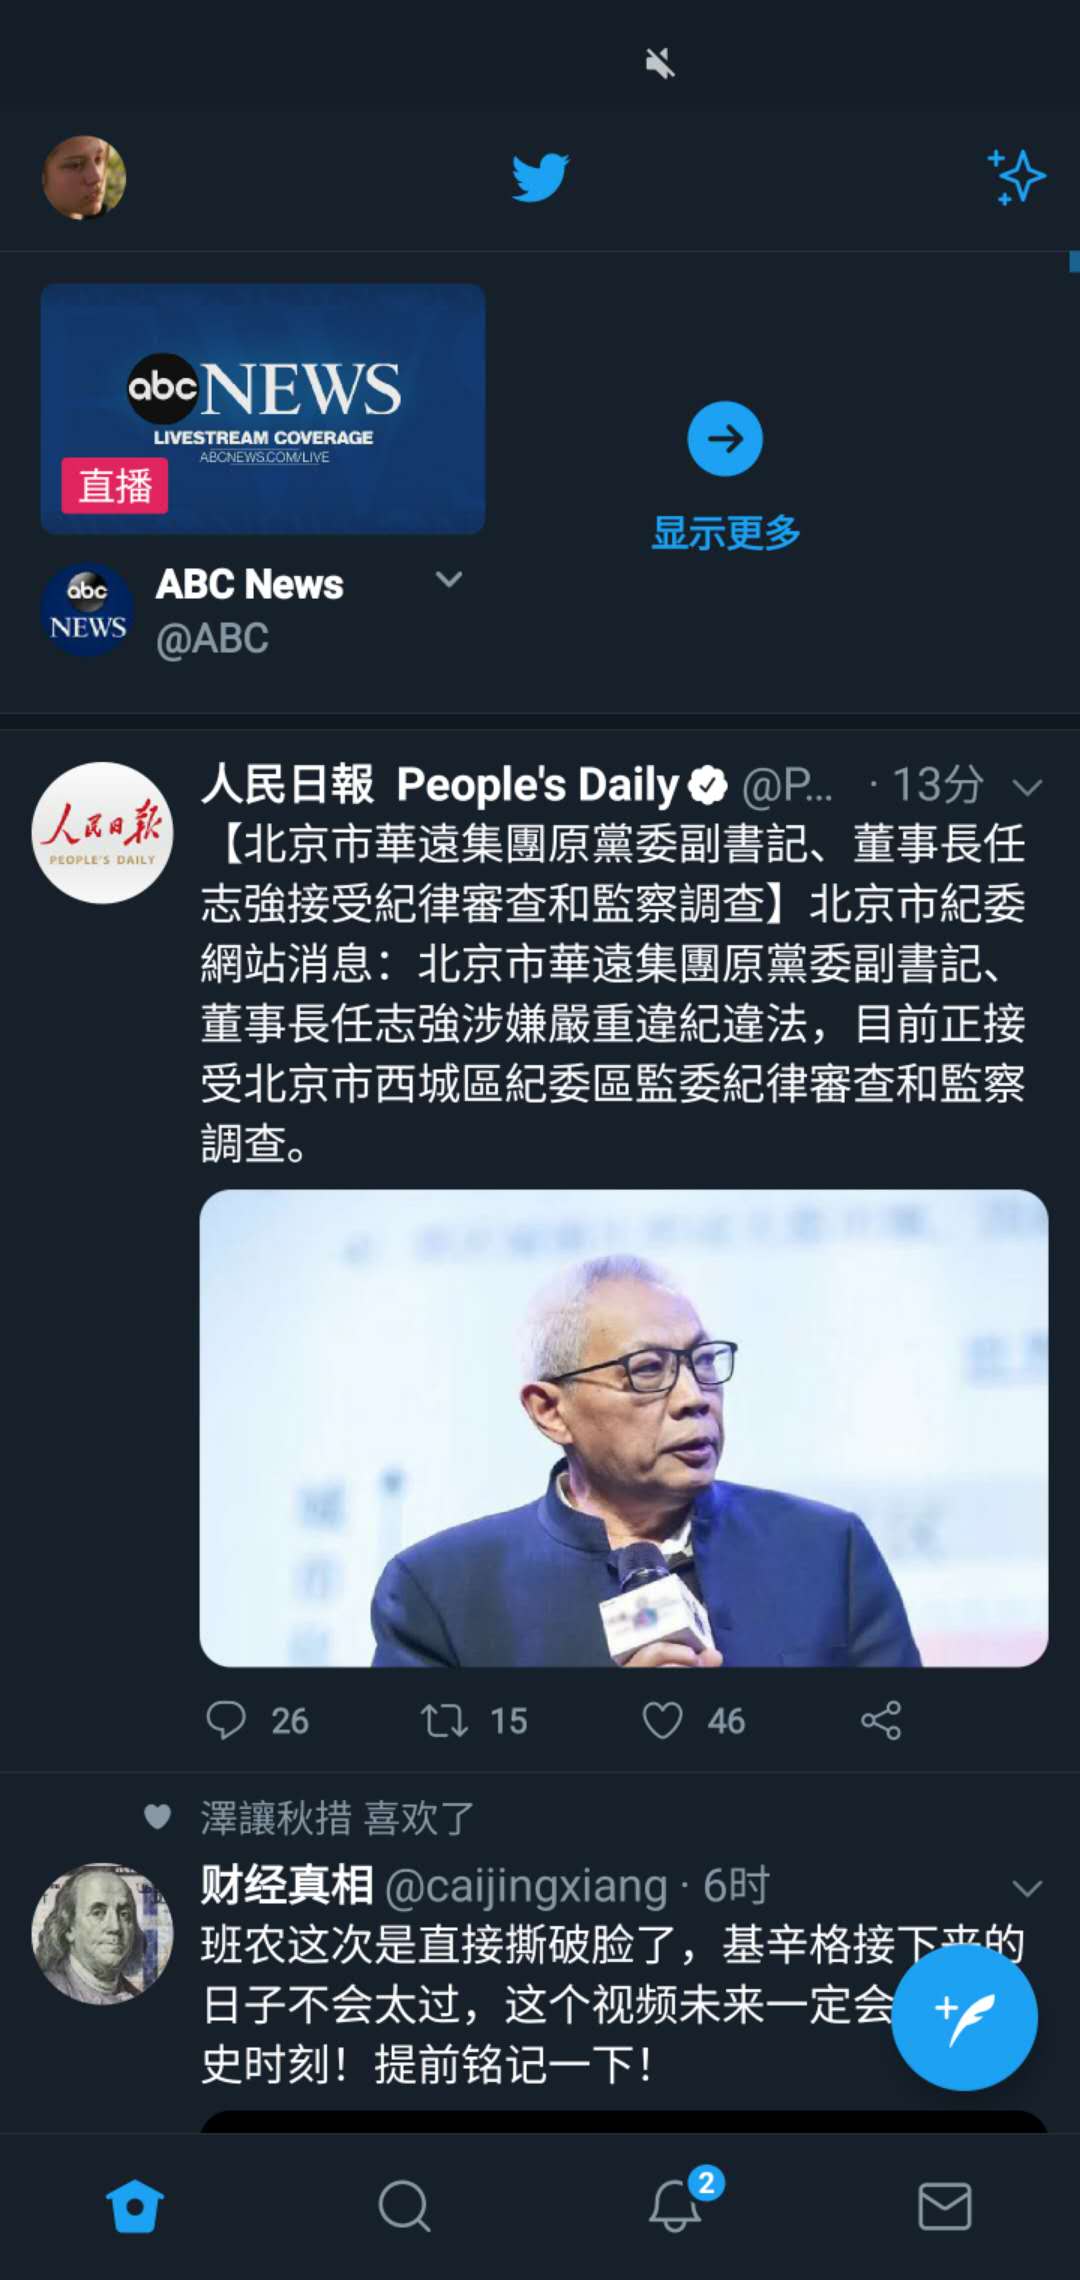 abc NEWS
LIVESTREAM COVERAGE
ABCNEWS.COM/LIVE
直播
显示更多
abc
NEWS
ABC News
@ABC
人民日报
PEOPLE'S DAILY
人民日報 People's Daily @P... · 13分
【北京市華遠集團原黨委副書記、董事長任
志強接受紀律審查和監察調查】北京市紀委
網站消息：北京市華遠集團原黨委副書記、
董事長任志強涉嫌嚴重違紀違法，目前正接
受北京市西城區紀委區監委紀律審查和監察
調查。
26
15
46
澤讓秋措 喜欢了
财经真相 @caijingxiang · 6时
班农这次是直接撕破脸了，基辛格接下来的
日子不会太过，这个视频未来一定会
史时刻！提前铭记一下！
2